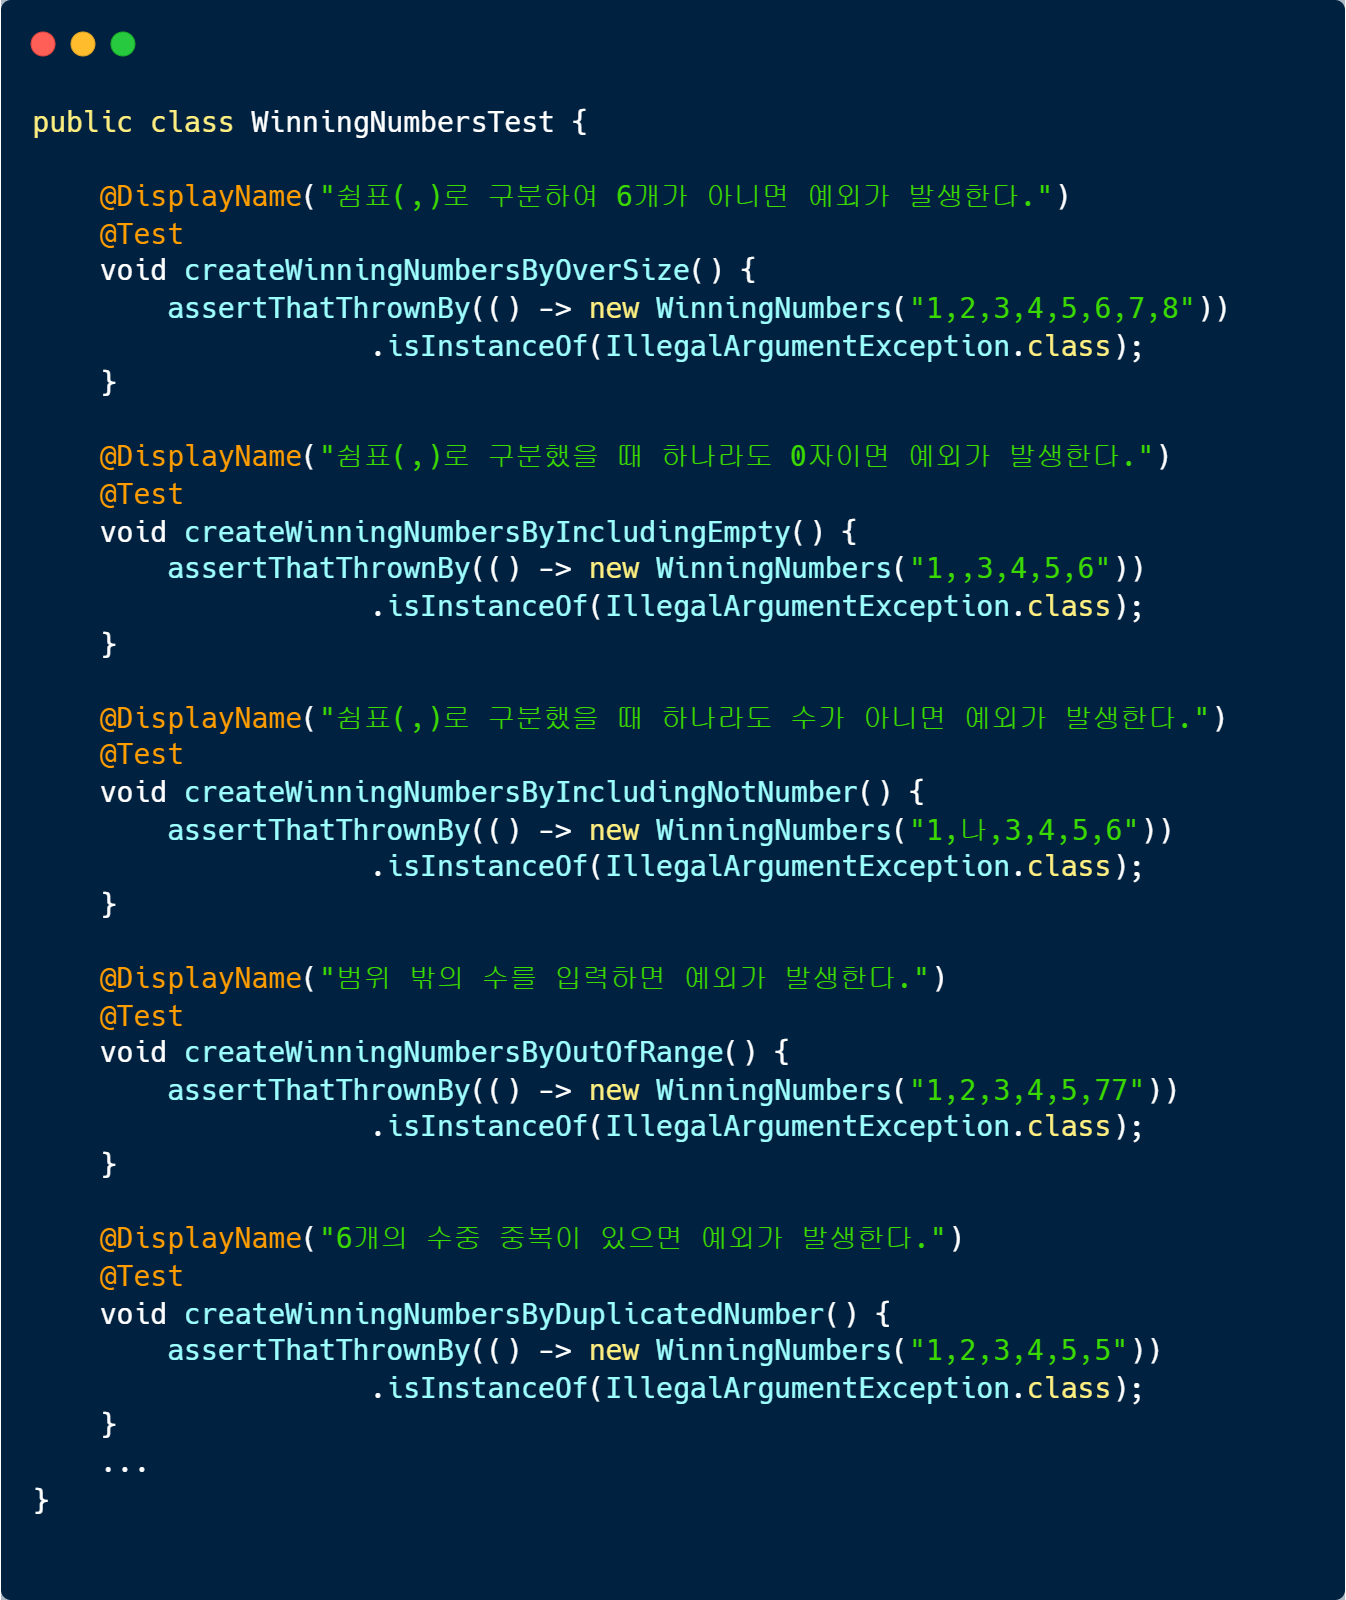 public class WinningNumbersTest {
@DisplayName("쉼표(,)로 구분하여 6개가 아니면 예외가 발생한다.")
@Test
void createWinningNumbersByOverSize() {
assertThatThrownBy(() -> new WinningNumbers("1,2,3,4,5,6,7,8"))
.isInstanceOf(IllegalArgumentException.class);
}
@DisplayName("쉼표(,)로 구분했을 때 하나라도 0자이면 예외가 발생한다.")
@Test
void createWinningNumbersByIncludingEmpty() {
assertThatThrownBy(() -> new WinningNumbers("1,,3,4,5,6"))
.isInstanceOf(IllegalArgumentException.class);
}
@DisplayName("쉼표(,)로 구분했을 때 하나라도 수가 아니면 예외가 발생한다.")
@Test
void createWinningNumbersByIncludingNotNumber() {
assertThatThrownBy(() -> new WinningNumbers("1,나,3,4,5,6"))
.isInstanceOf(IllegalArgumentException.class);
}
@DisplayName("범위 밖의 수를 입력하면 예외가 발생한다.")
@Test
void createWinningNumbersByOutOfRange() {
assertThatThrownBy(() -> new WinningNumbers("1,2,3,4,5,77"))
.isInstanceOf(IllegalArgumentException.class);
}
@DisplayName("6개의 수중 중복이 있으면 예외가 발생한다.")
@Test
void createWinningNumbersByDuplicatedNumber() {
assertThatThrownBy(() -> new WinningNumbers("1,2,3,4,5,5"))
.isInstanceOf(IllegalArgumentException.class);
}
...
}